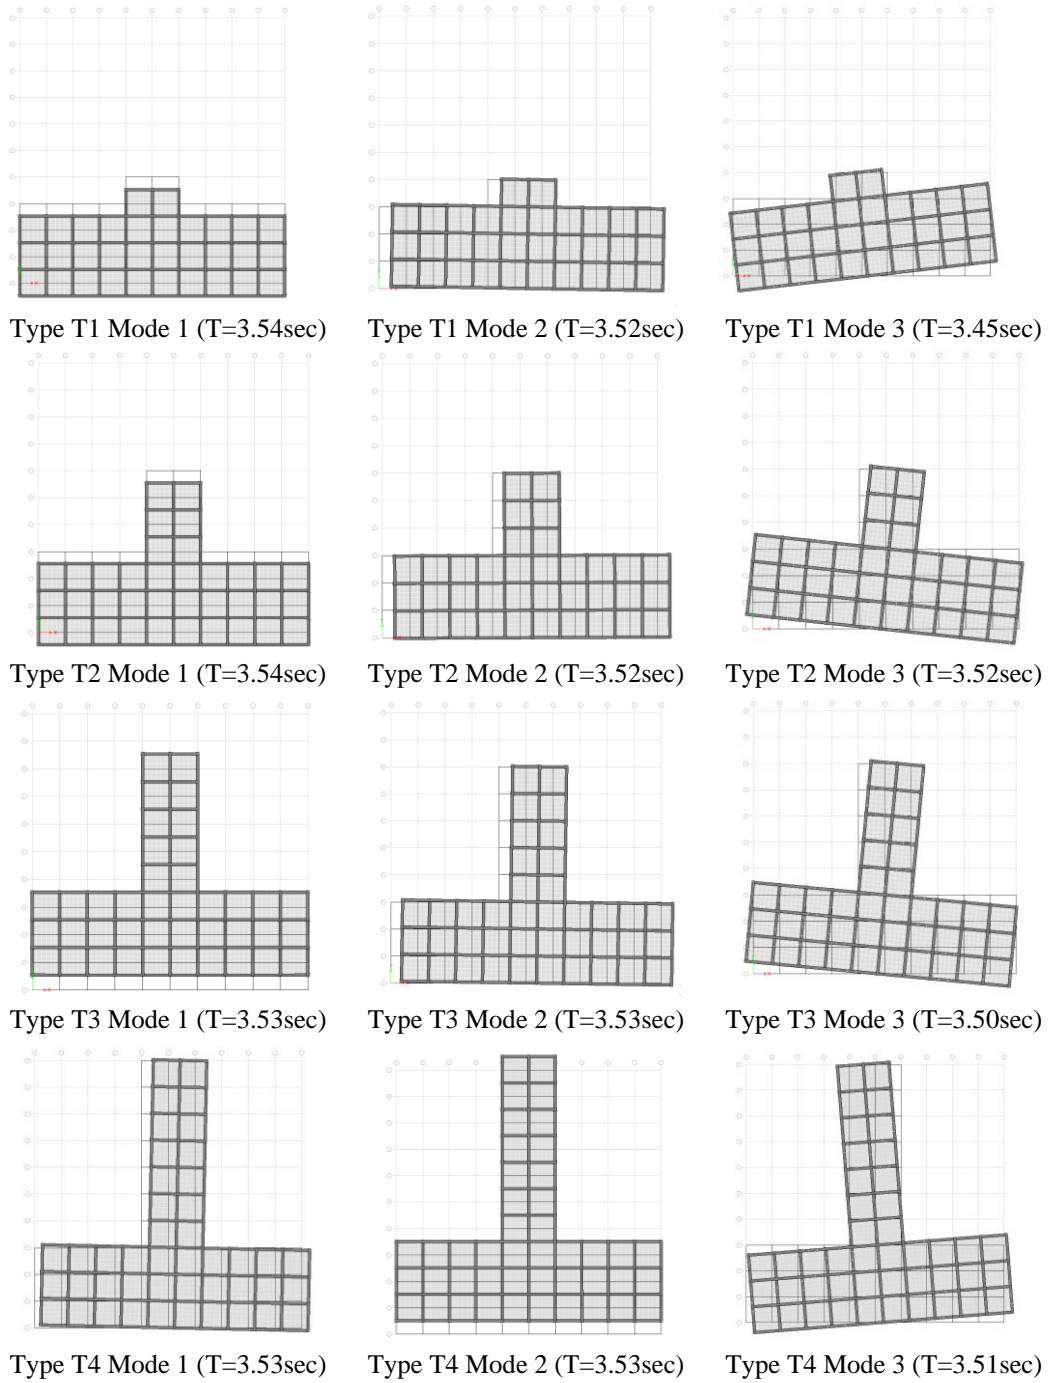 Type T1 Mode 1 (T=3.54sec) Type T1 Mode 2 (T=3.52sec) Type T1 Mode 3 (T=3.45sec)
Type T2 Mode 1 (T=3.54sec) Type T2 Mode 2 (T=3.52sec) Type T2 Mode 3 (T=3.52sec)
Type T3 Mode 1 (T=3.53sec) Type T3 Mode 2 (T=3.53sec) Type T3 Mode 3 (T=3.50sec)
Type T4 Mode 1 (T=3.53sec) Type T4 Mode 2 (T=3.53sec) Type T4 Mode 3 (T=3.51sec)